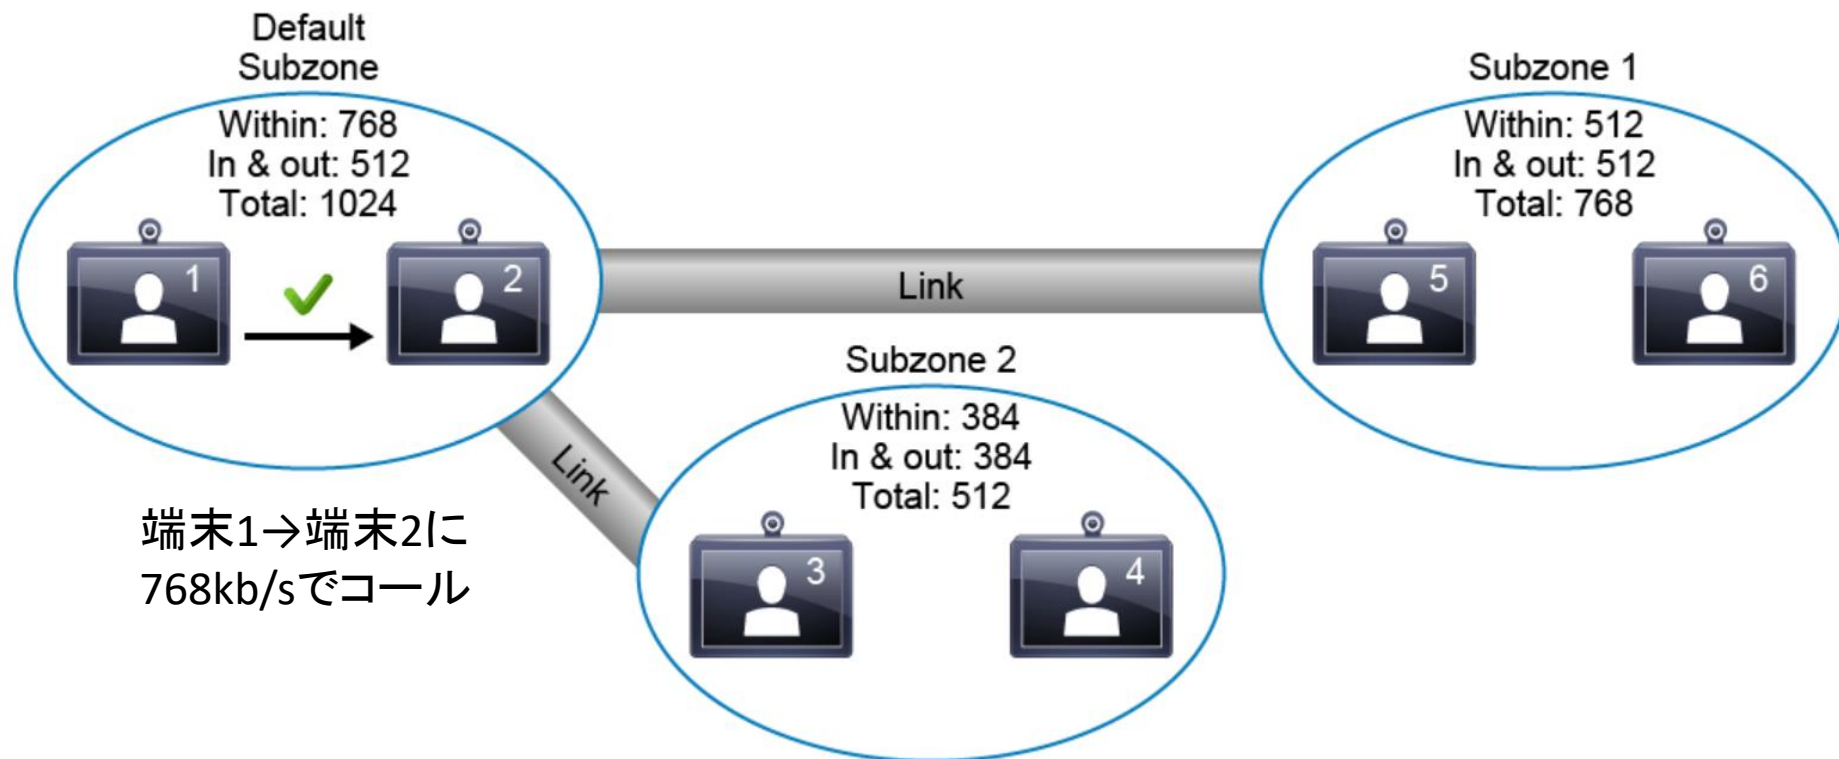 Default
Subzone
Within: 768
In & out: 512
Total: 1024
1
2
Link
Subzone 1
Within: 512
In & out: 512
Total: 768
5
6
Link
Subzone 2
Within: 384
In & out: 384
Total: 512
3
4
端末1→端末2に
768kb/sでコール